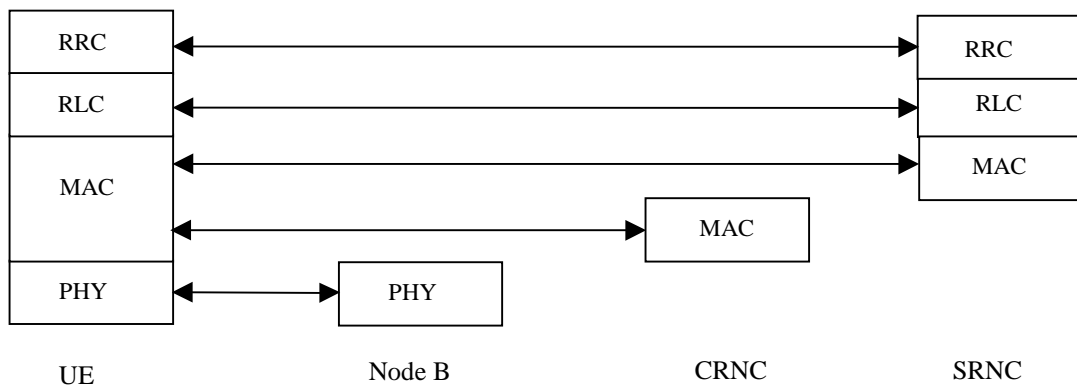 RRC RRC
RLC RLC
MAC MAC
MAC
PHY PHY
UE Node B CRNC SRNC